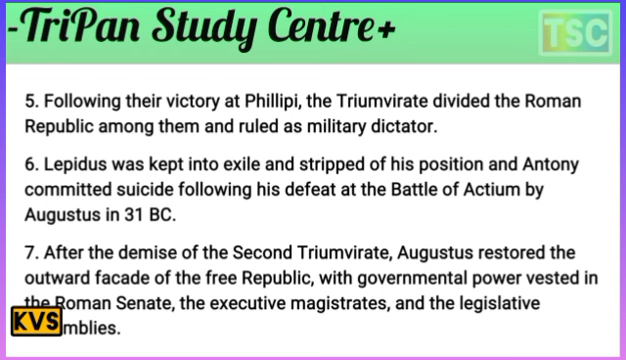 -TriPan Study Centre+
TSC
5. Following their victory at Phillipi, the Triumvirate divided the Roman
Republic among them and ruled as military dictator.
6. Lepidus was kept into exile and stripped of his position and Antony
committed suicide following his defeat at the Battle of Actium by
Augustus in 31 BC.
7. After the demise of the Second Triumvirate, Augustus restored the
outward facade of the free Republic, with governmental power vested in
the Roman Senate, the executive magistrates, and the legislative
KVS mblies.